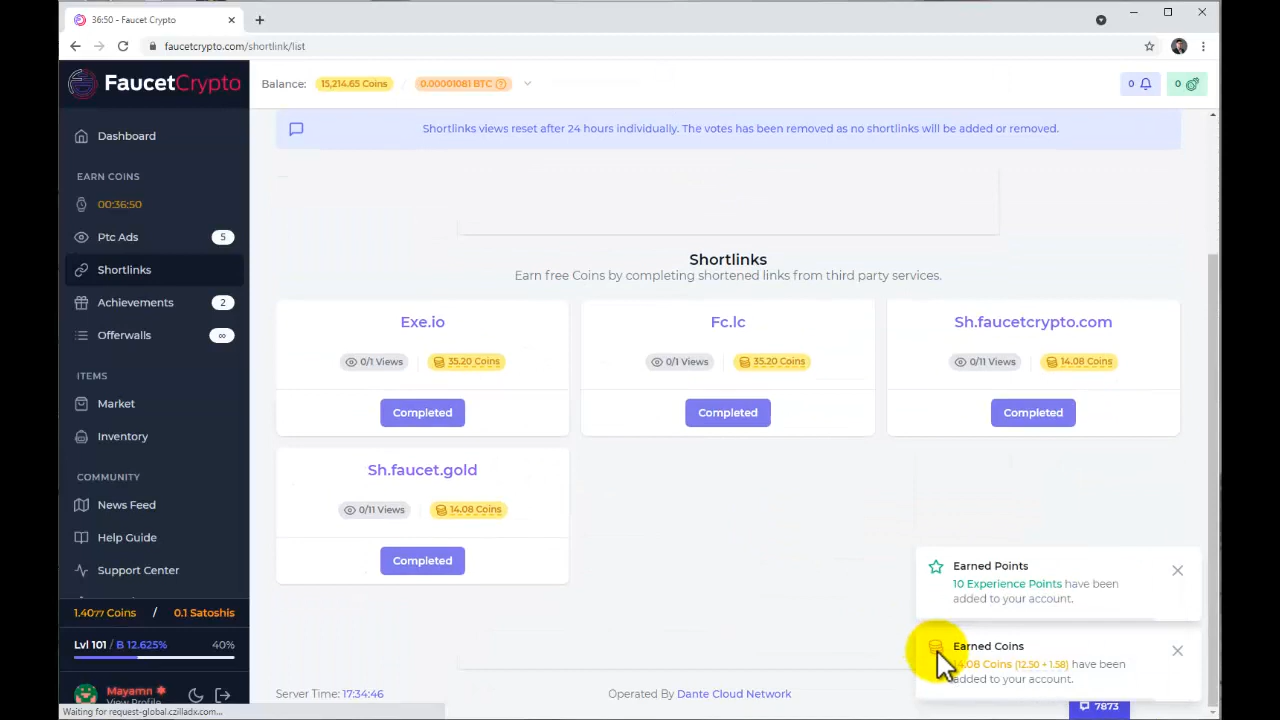 36:50 - Faucet Crypto
faucetcrypto.com/shortlink/list
FaucetCrypto
Balance: 15,214.65 Coins / 0.00001081 BTC
0
0
Shortlinks views reset after 24 hours individually. The votes has been removed as no shortlinks will be added or removed.
Dashboard
EARN COINS
00:36:50
Ptc Ads 5
Shortlinks
Achievements 2
Offerwalls ∞
ITEMS
Market
Inventory
COMMUNITY
News Feed
Help Guide
Support Center
1.4077 Coins / 0.1 Satoshis
Lvl 101 / B 12.625% 40%
Mayamn
View Profile
Waiting for request-global.czilladx.com...
Shortlinks
Earn free Coins by completing shortened links from third party services.
Exe.io
0/1 Views 35.20 Coins
Completed
Fc.lc
0/1 Views 35.20 Coins
Completed
Sh.faucetcrypto.com
0/11 Views 14.08 Coins
Completed
Sh.faucet.gold
0/11 Views 14.08 Coins
Completed
Earned Points
10 Experience Points have been
added to your account.
Earned Coins
14.08 Coins (12.50 + 1.58) have been
added to your account.
Server Time: 17:34:46
Operated By Dante Cloud Network
7873